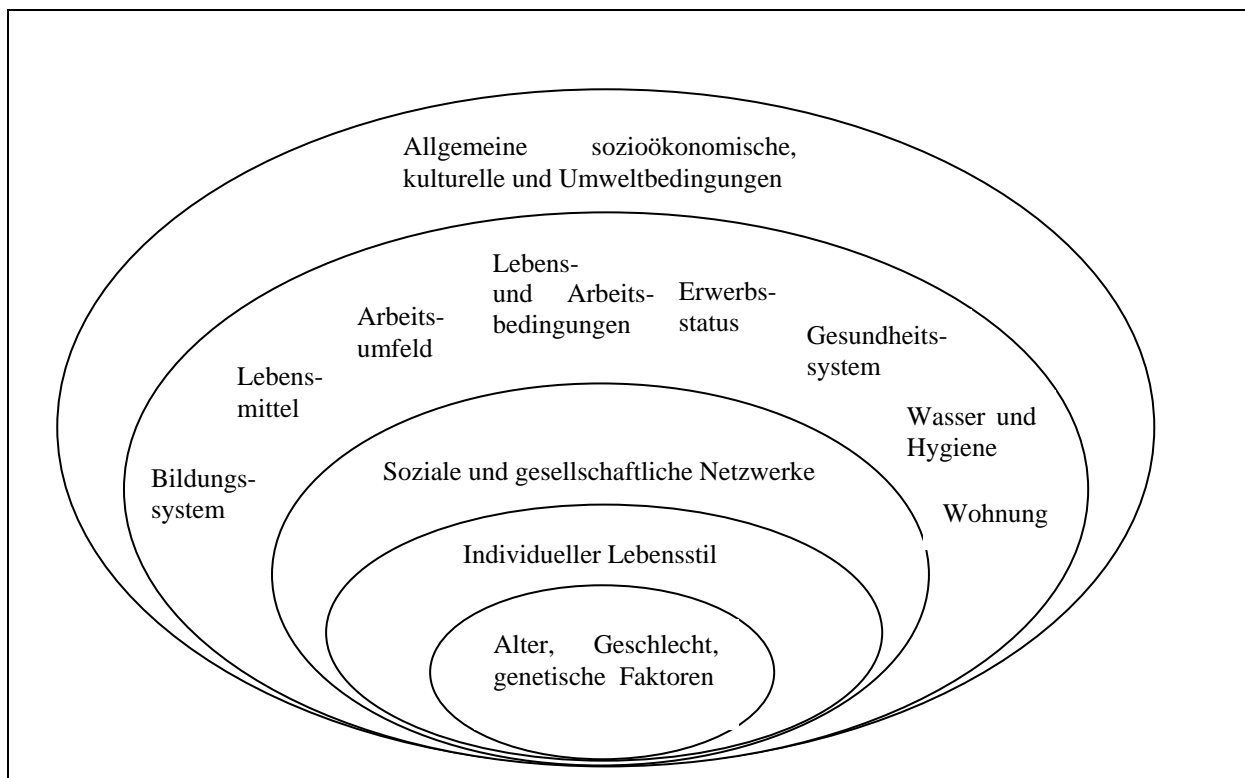 Allgemeine sozioökonomische,
kulturelle und Umweltbedingungen
Lebens-
und Arbeits-
bedingungen
Erwerbs-
status
Arbeits-
umfeld
Gesundheits-
system
Lebens-
mittel
Wasser und
Hygiene
Bildungs-
system
Wohnung
Soziale und gesellschaftliche Netzwerke
Individueller Lebensstil
Alter, Geschlecht,
genetische Faktoren